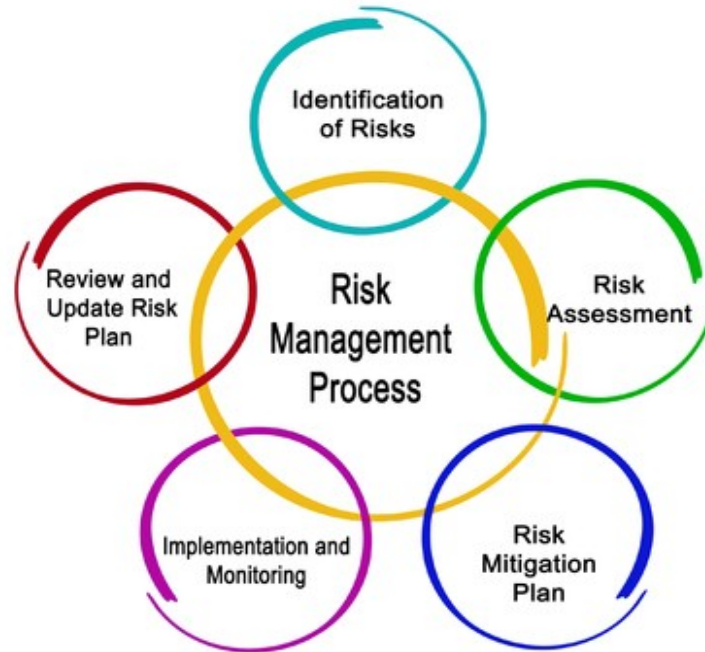 Identification
of Risks
Risk
Assessment
Risk
Mitigation
Plan
Implementation and
Monitoring
Review and
Update Risk
Plan
Risk
Management
Process